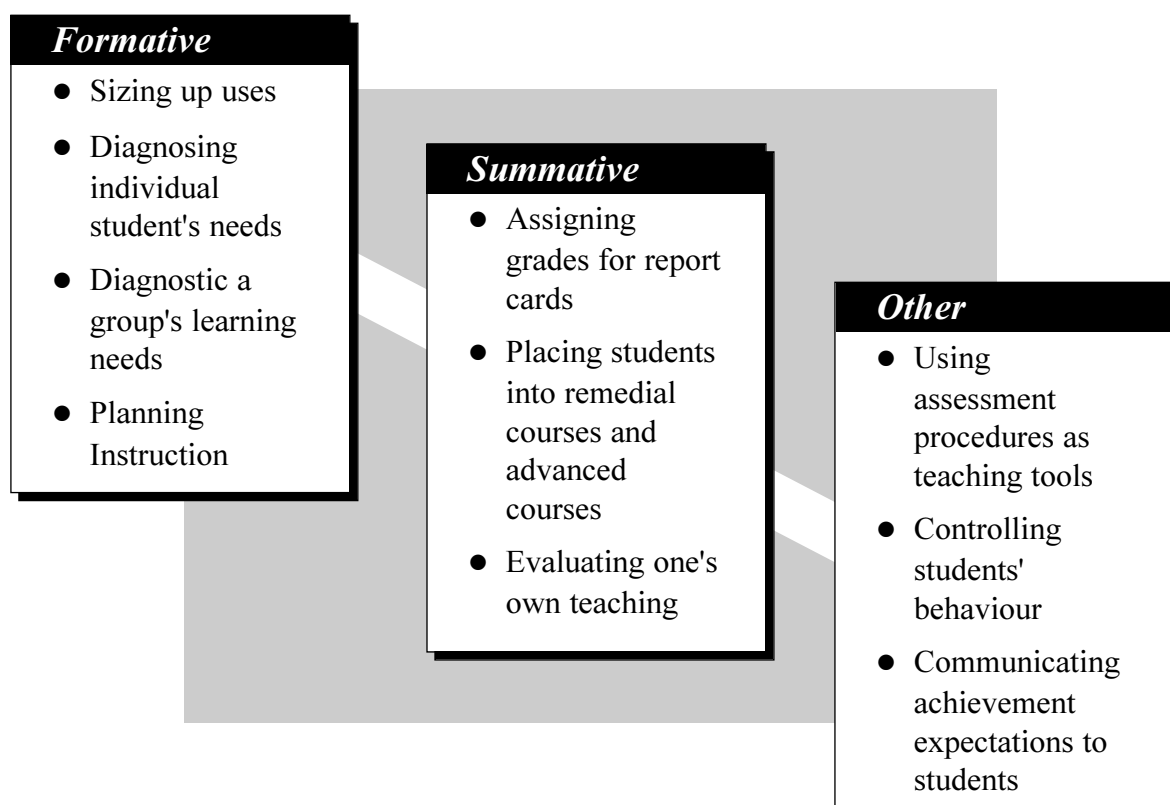 Formative
● Sizing up uses
● Diagnosing
individual
student's needs
● Diagnostic a
group's learning
needs
● Planning
Instruction
Summative
● Assigning
grades for report
cards
● Placing students
into remedial
courses and
advanced
courses
● Evaluating one's
own teaching
Other
● Using
assessment
procedures as
teaching tools
● Controlling
students'
behaviour
● Communicating
achievement
expectations to
students